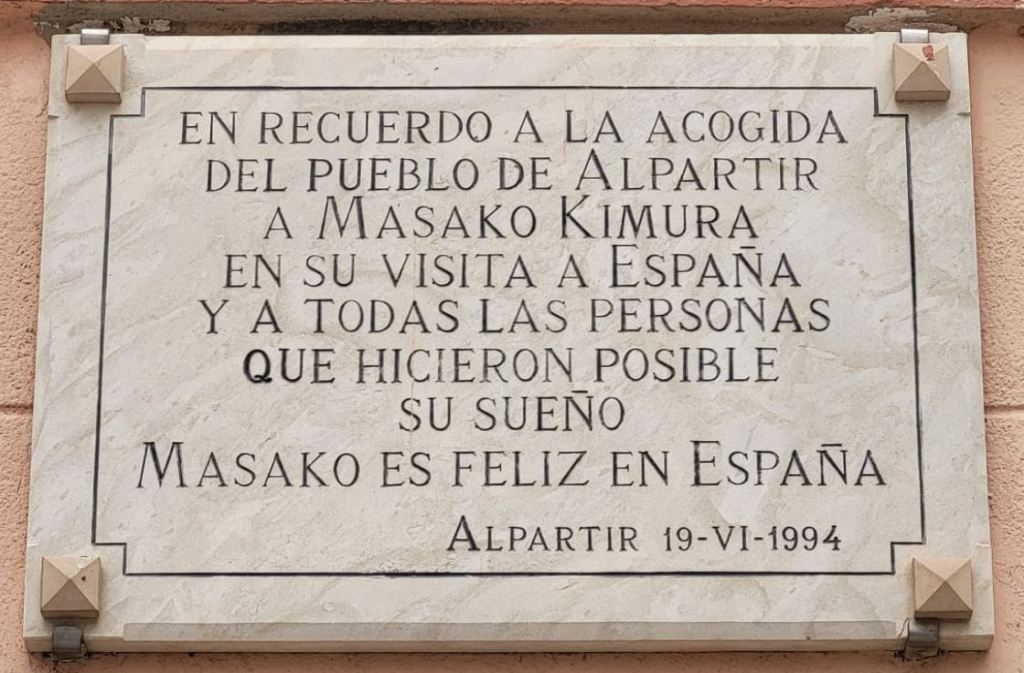 EN RECUERDO A LA ACOGIDA
DEL PUEBLO DE ALPARTIR
A MASAKO KIMURA
EN SU VISITA A ESPAÑA
Y A TODAS LAS PERSONAS
QUE HICIERON POSIBLE
SU SUEÑO
MASAKO ES FELIZ EN ESPAÑA
ALPARTIR 19-VI-1994